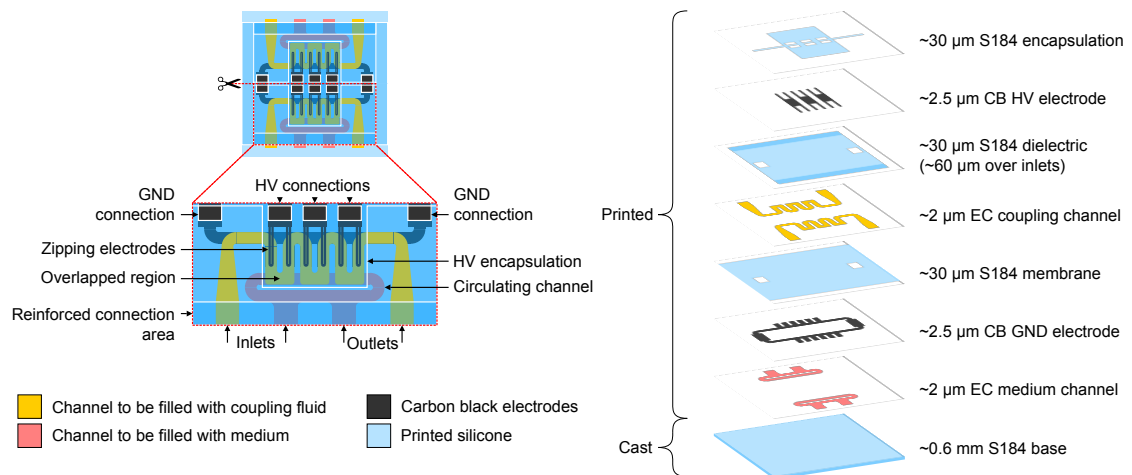 GND
connection
HV connections
GND
connection
Zipping electrodes
Overlapped region
HV encapsulation
Circulating channel
Reinforced connection
area
Inlets
Outlets
Channel to be filled with coupling fluid
Channel to be filled with medium
Carbon black electrodes
Printed silicone
Printed
Cast
~30 µm S184 encapsulation
~2.5 µm CB HV electrode
~30 µm S184 dielectric
(~60 µm over inlets)
~2 µm EC coupling channel
~30 µm S184 membrane
~2.5 µm CB GND electrode
~2 µm EC medium channel
~0.6 mm S184 base